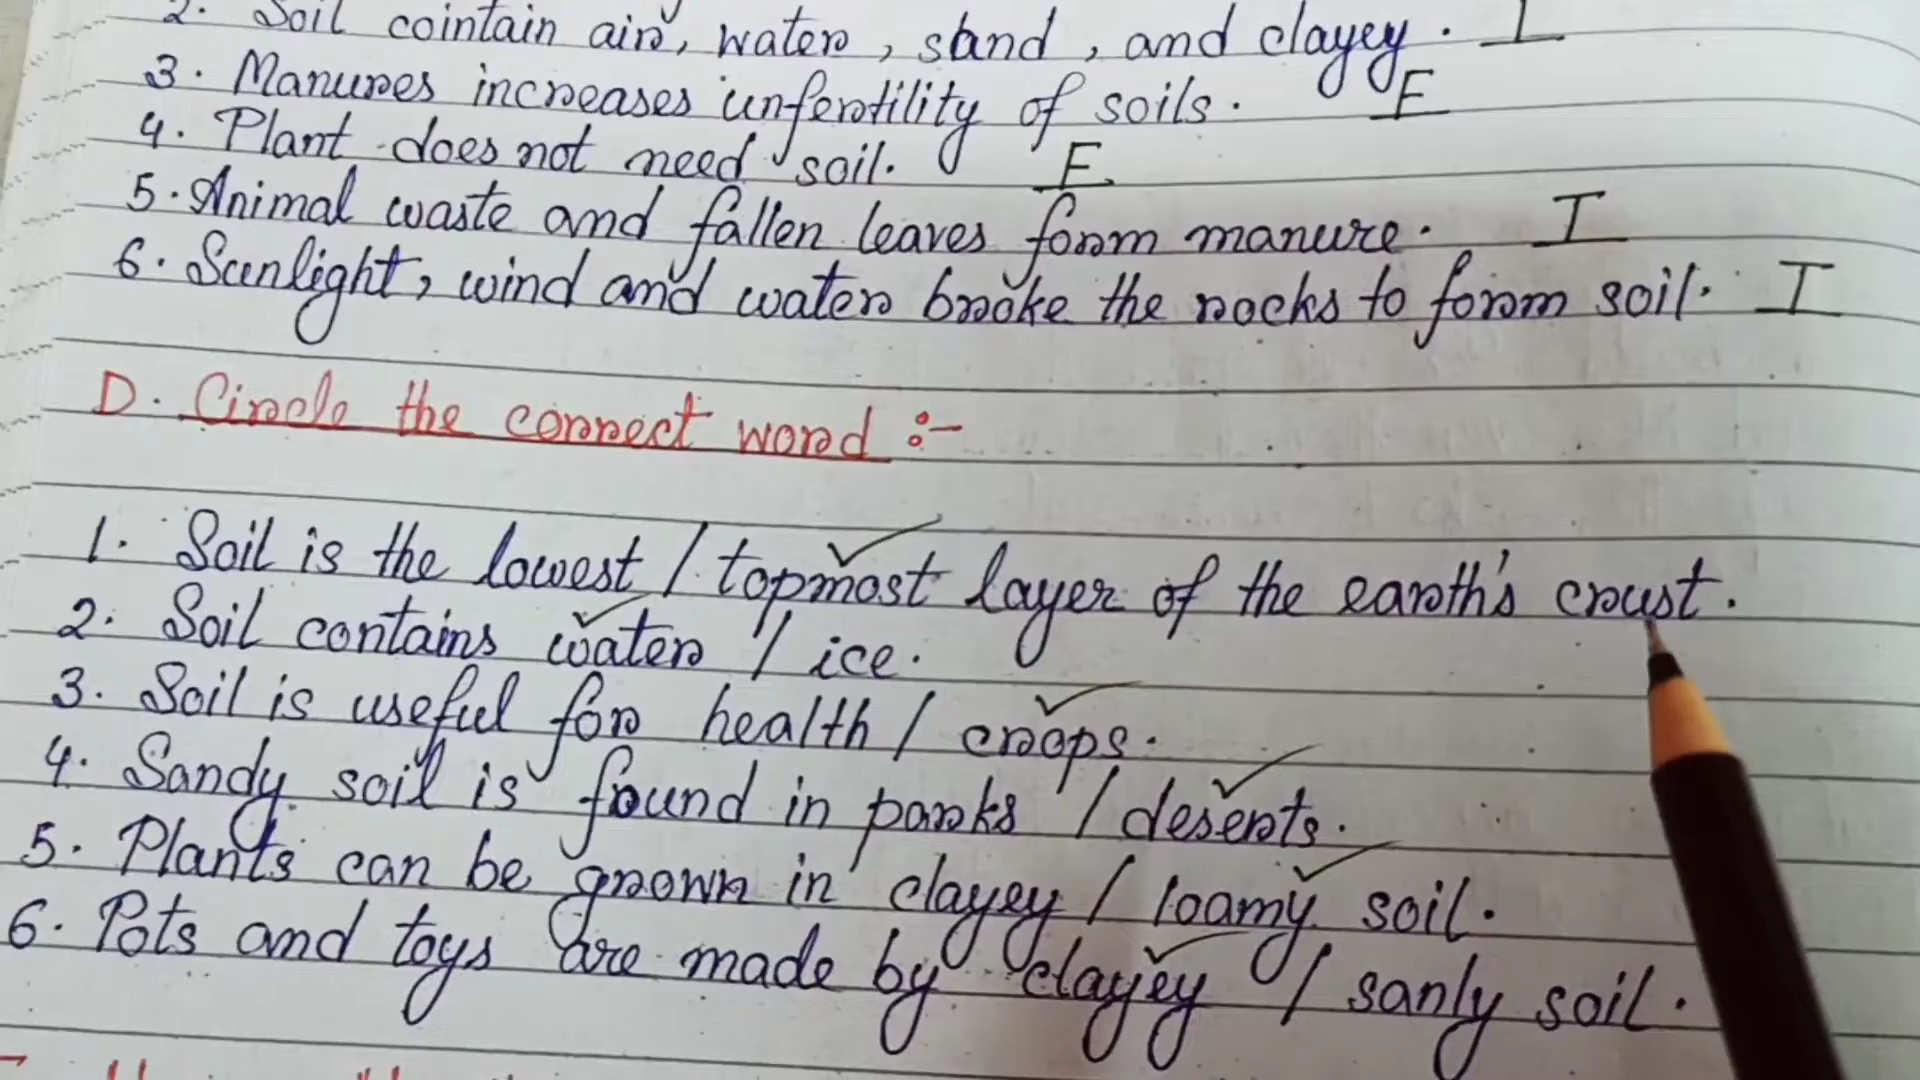 2. Soil cointain air, water, sand, and clayey. T
3. Manures increases unfertility of soils. F
4. Plant does not need soil. F
5. Animal waste and fallen leaves form manure. T
6. Sunlight, wind and water broke the rocks to form soil. T
D. Circle the correct word :-
1. Soil is the lowest / topmost layer of the earth's crust.
2. Soil contains water / ice.
3. Soil is useful for health / crops.
4. Sandy soil is found in parks / deserts.
5. Plants can be grown in clayey / loamy soil.
6. Pots and toys are made by clayey / sanly soil.